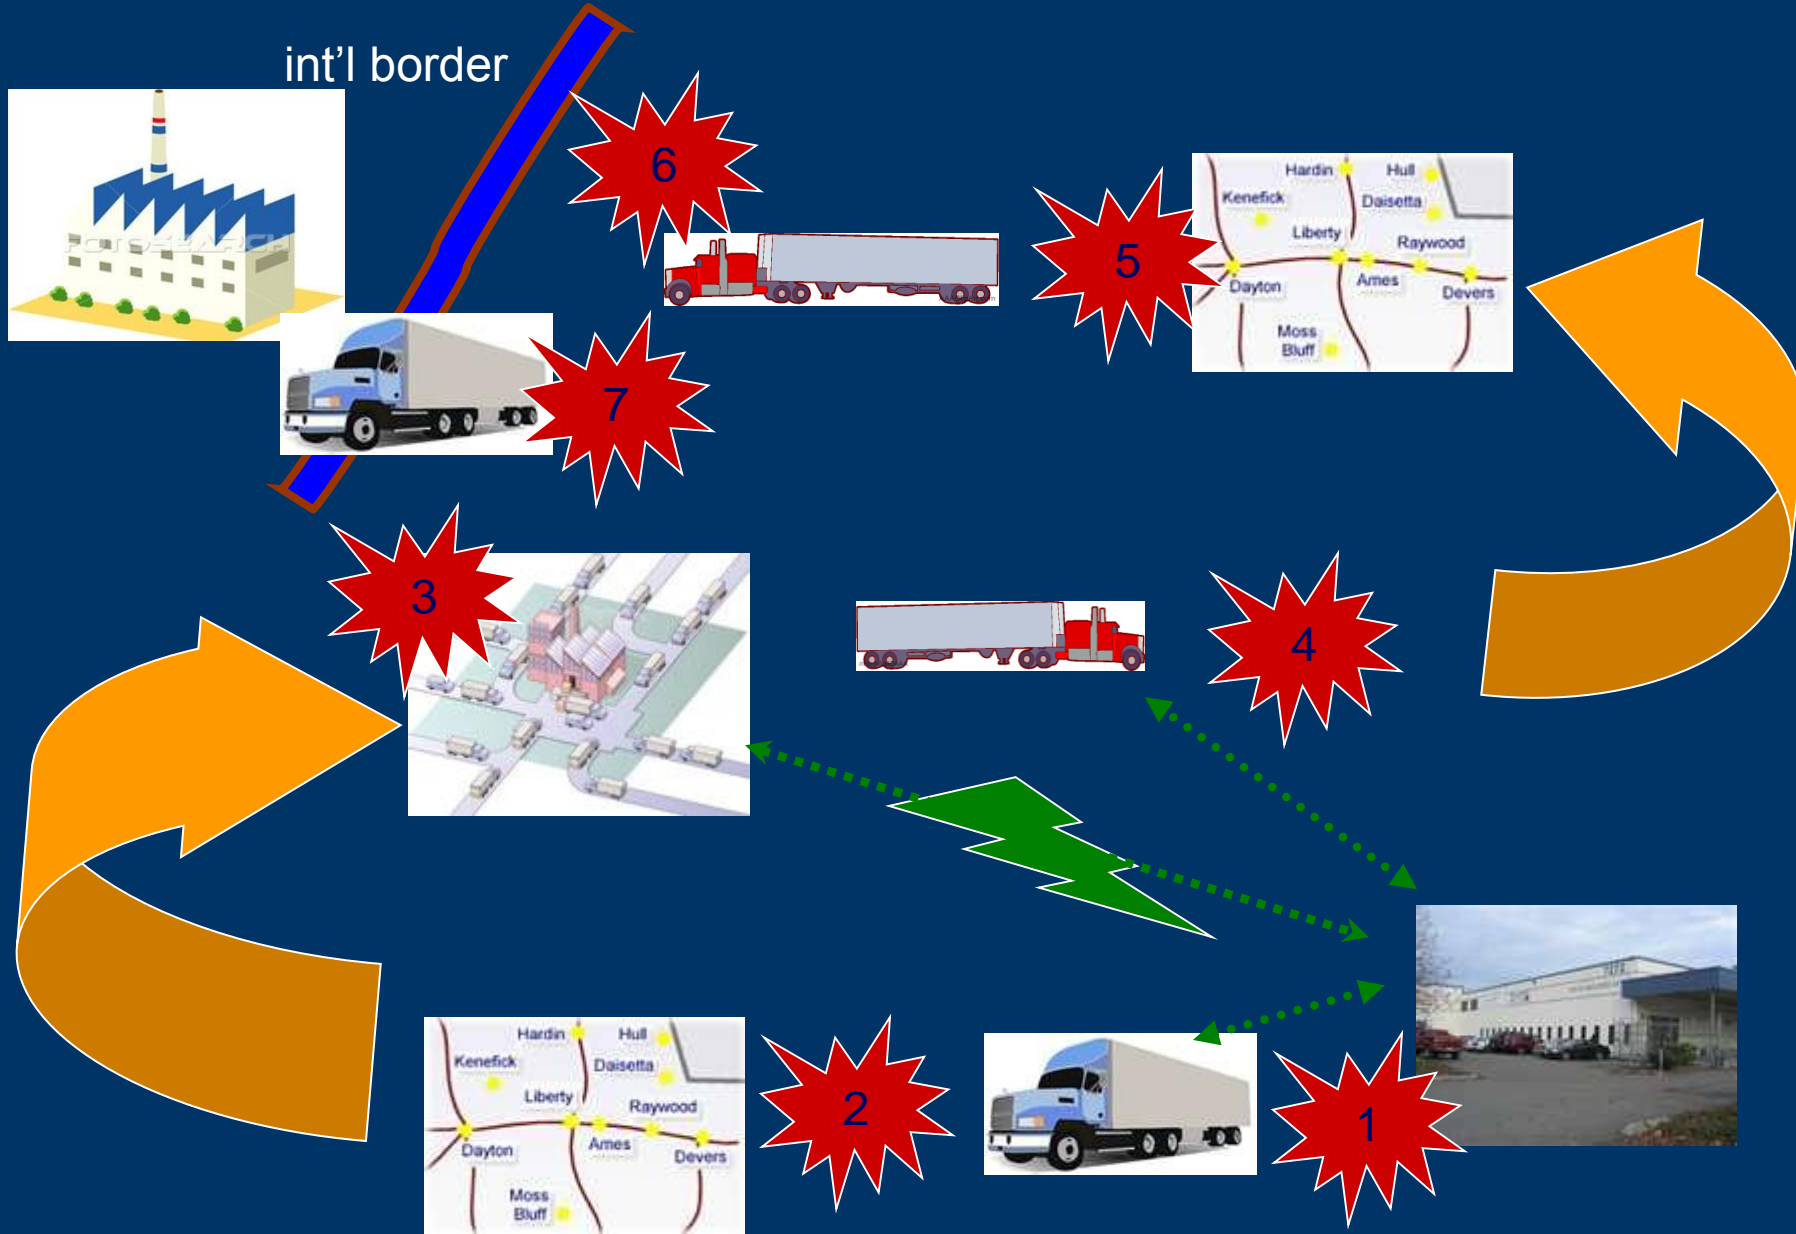 int'l border
FOTOSEARCH
6
5
Hardin
Hull
Kenefick
Daisetta
Liberty
Raywood
Dayton
Ames
Devers
Moss
Bluff
7
3
4
Hardin
Hull
Kenefick
Daisetta
Liberty
Raywood
Dayton
Ames
Devers
Moss
Bluff
2
1